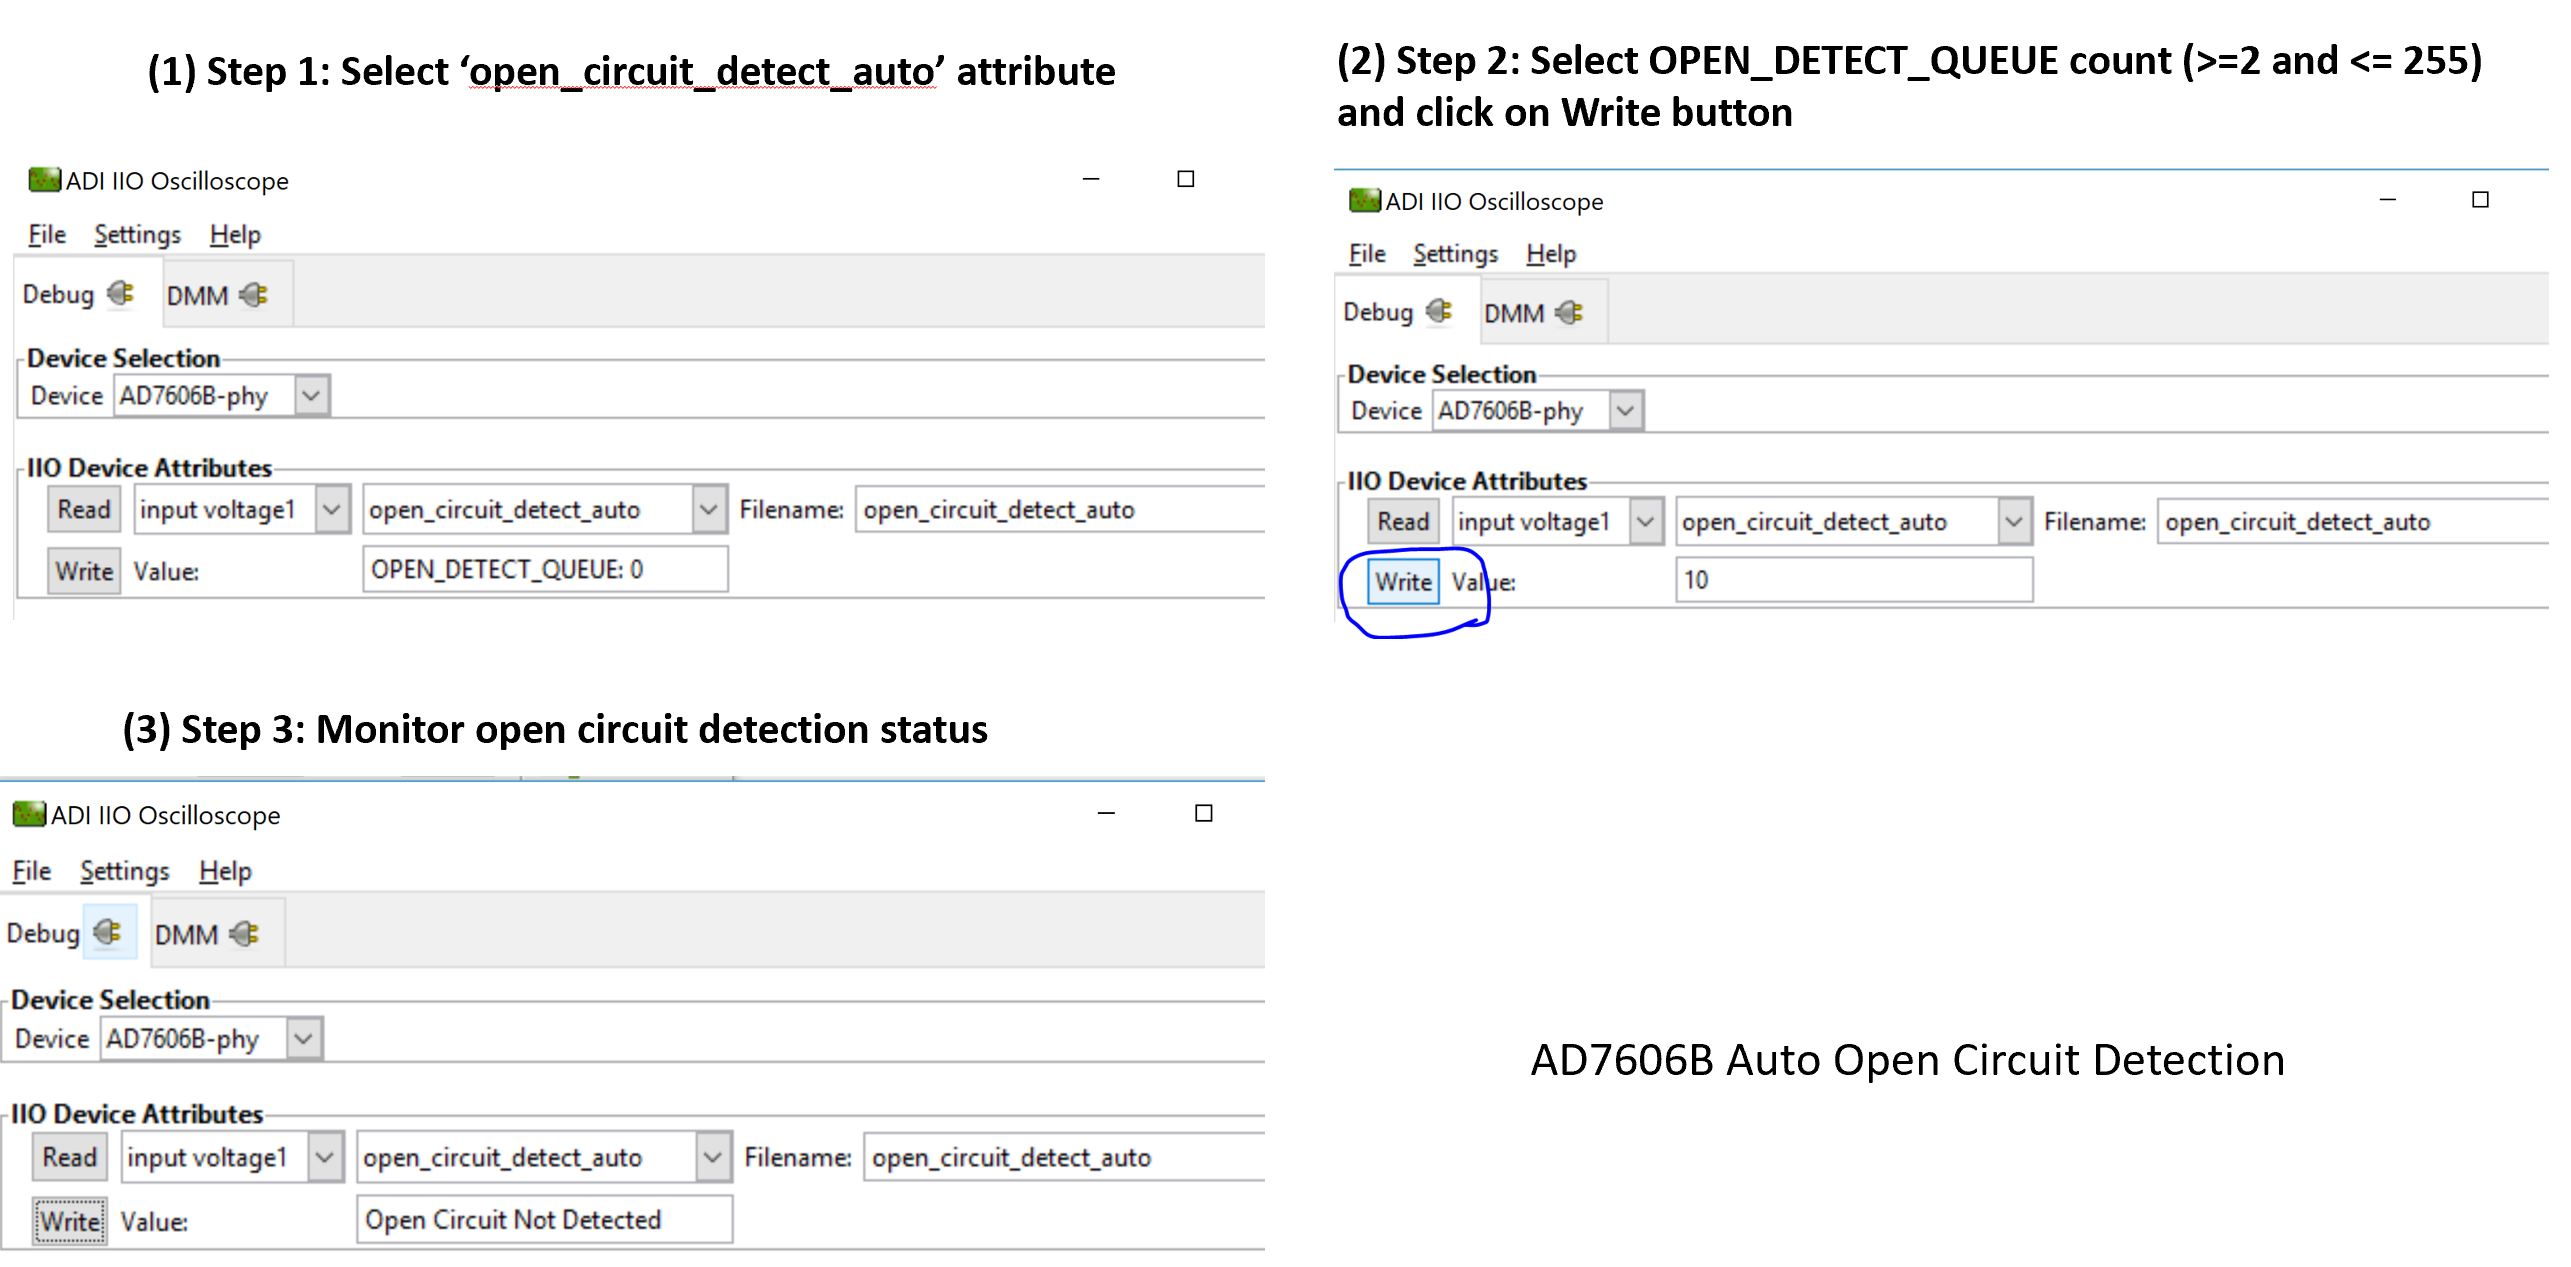 (1) Step 1: Select ‘open_circuit_detect_auto’ attribute
ADI IIO Oscilloscope
File Settings Help
Debug DMM
Device Selection
Device AD7606B-phy
IIO Device Attributes
Read input voltage1 open_circuit_detect_auto Filename: open_circuit_detect_auto
Write Value: OPEN_DETECT_QUEUE: 0
(2) Step 2: Select OPEN_DETECT_QUEUE count (>=2 and <= 255)
and click on Write button
ADI IIO Oscilloscope
File Settings Help
Debug DMM
Device Selection
Device AD7606B-phy
IIO Device Attributes
Read input voltage1 open_circuit_detect_auto Filename: open_circuit_detect_auto
Write Value: 10
(3) Step 3: Monitor open circuit detection status
ADI IIO Oscilloscope
File Settings Help
Debug DMM
Device Selection
Device AD7606B-phy
IIO Device Attributes
Read input voltage1 open_circuit_detect_auto Filename: open_circuit_detect_auto
Write Value: Open Circuit Not Detected
AD7606B Auto Open Circuit Detection